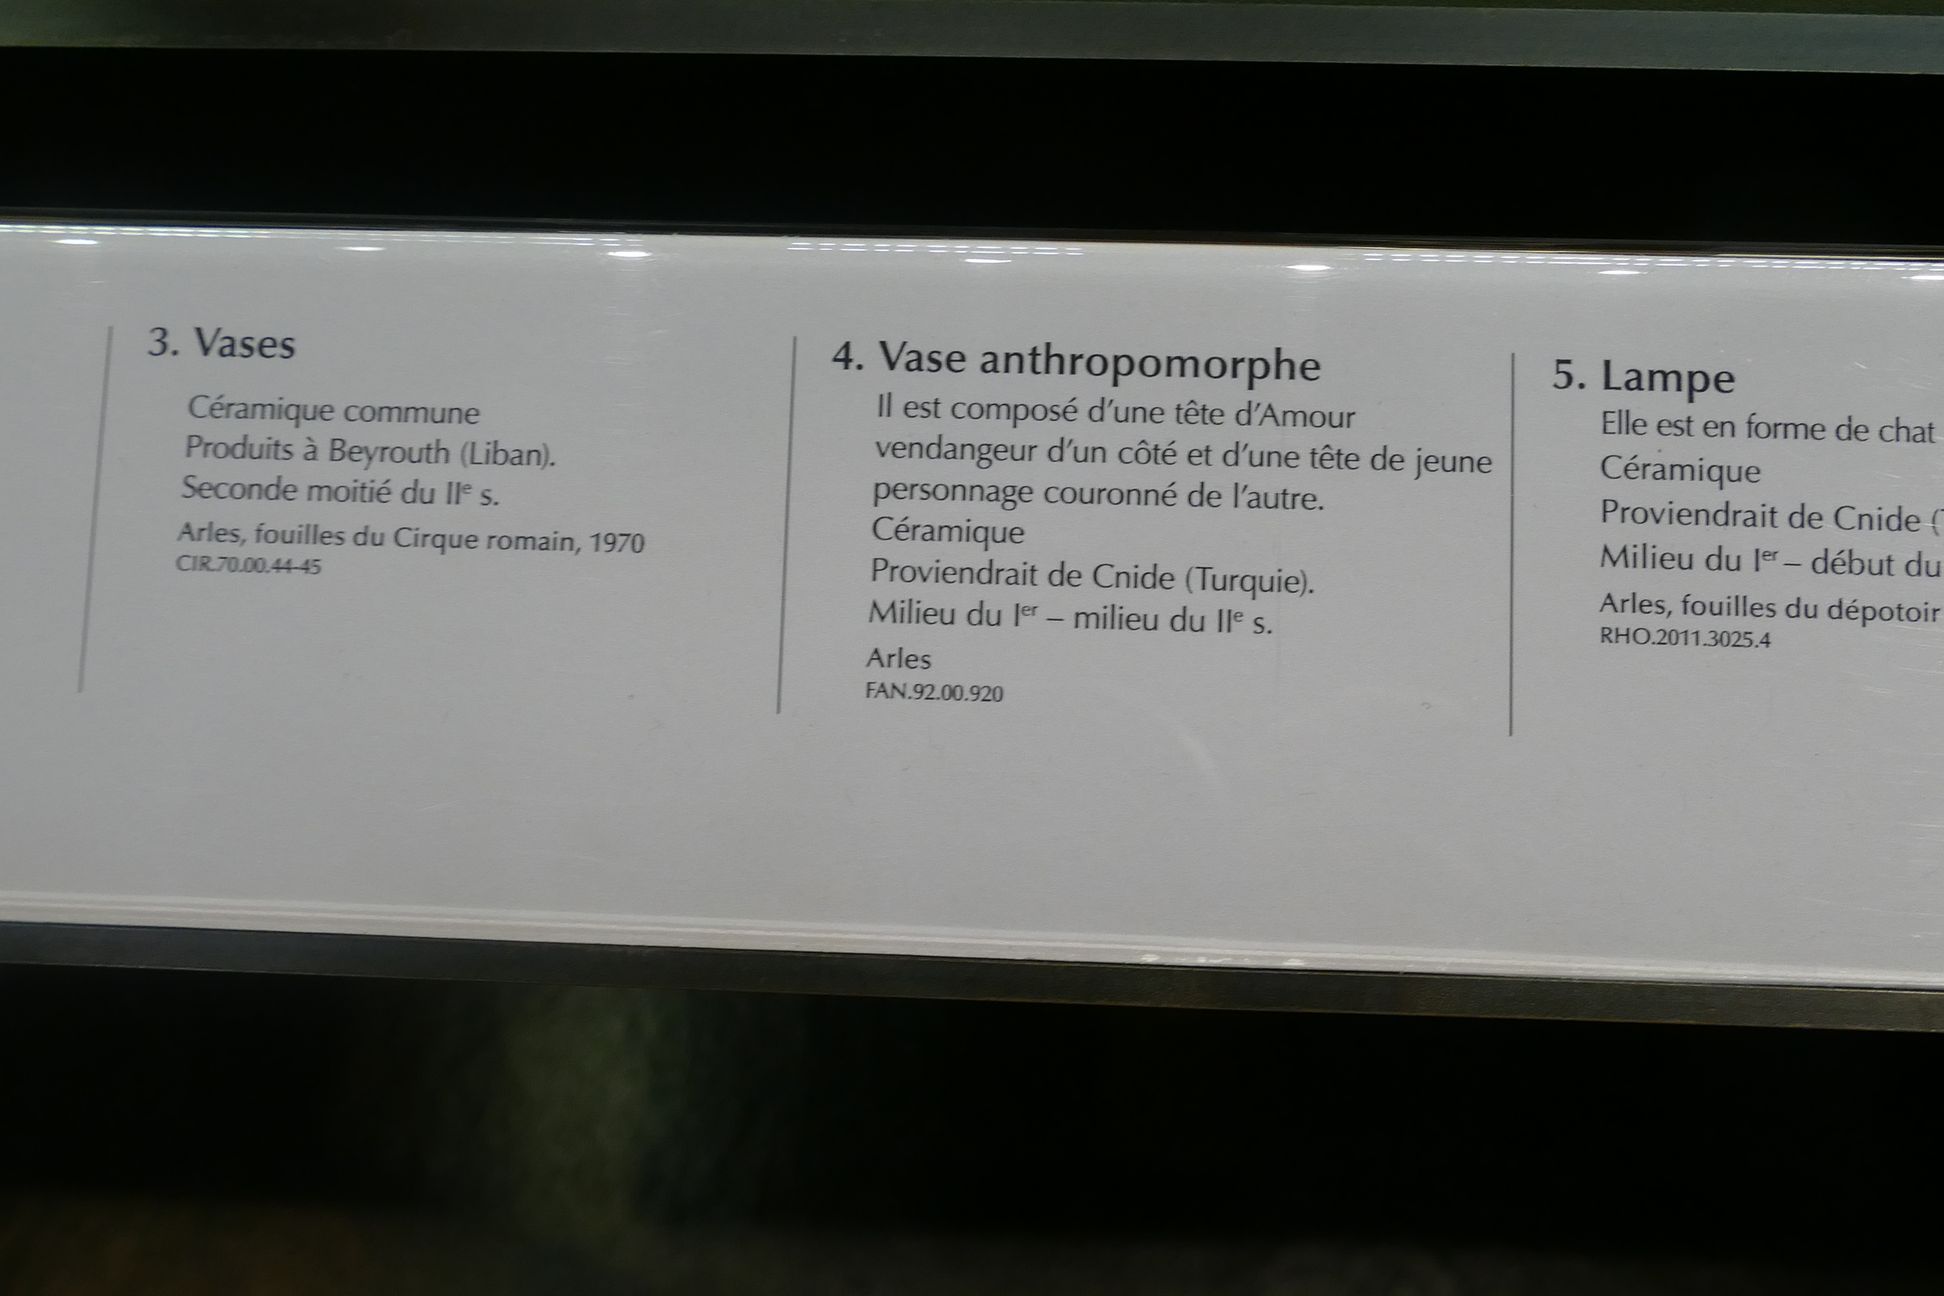 3. Vases
Céramique commune
Produits à Beyrouth (Liban).
Seconde moitié du IIe s.
Arles, fouilles du Cirque romain, 1970
CIR.70.00.44-45
4. Vase anthropomorphe
Il est composé d'une tête d'Amour
vendangeur d'un côté et d'une tête de jeune
personnage couronné de l'autre.
Céramique
Proviendrait de Cnide (Turquie).
Milieu du Ier – milieu du IIe s.
Arles
FAN.92.00.920
5. Lampe
Elle est en forme de chat
Céramique
Proviendrait de Cnide (
Milieu du Ier – début du
Arles, fouilles du dépotoir
RHO.2011.3025.4